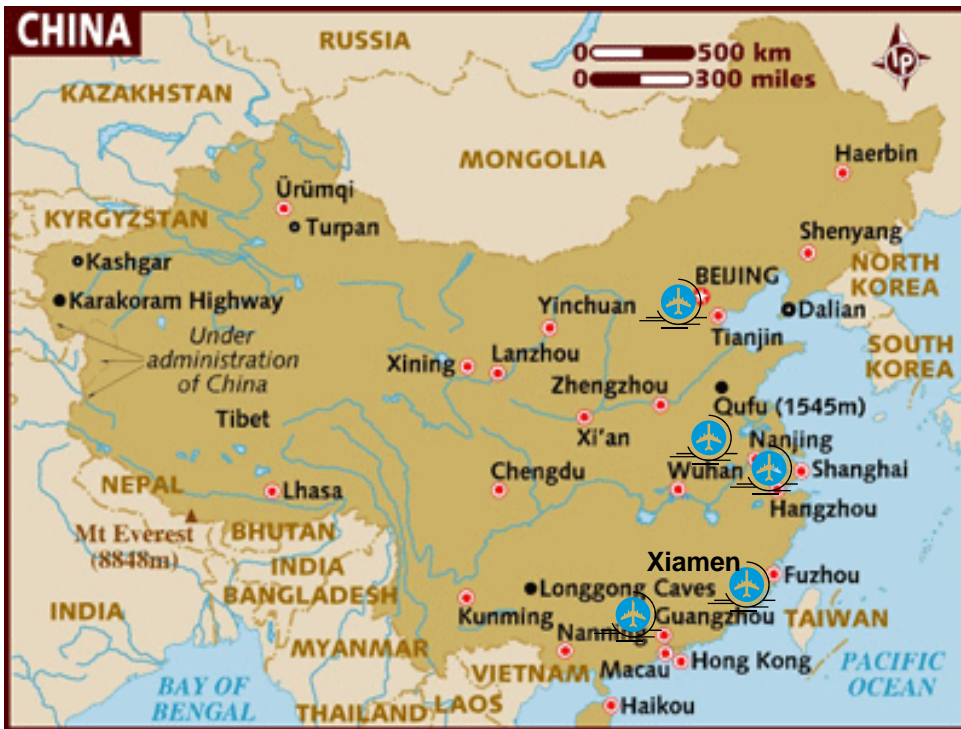 CHINA
RUSSIA
0 500 km
0 300 miles
LP
KAZAKHSTAN
MONGOLIA
Haerbin
Ürümqi
KYRGYZSTAN
Turpan
Shenyang
Kashgar
NORTH
KOREA
BEIJING
Karakoram Highway
Yinchuan
Dalian
Under
administration
of China
Tianjin
SOUTH
KOREA
Xining
Lanzhou
Zhengzhou
Qufu (1545m)
Tibet
Xi'an
Nanjing
Chengdu
Wuhan
Shanghai
NEPAL
Lhasa
Hangzhou
Mt Everest
(8848m)
BHUTAN
Xiamen
INDIA
Fuzhou
Longgong Caves
BANGLADESH
INDIA
Kunming
Guangzhou
TAIWAN
Nanning
MYANMAR
Macau
Hong Kong
VIETNAM
PACIFIC
OCEAN
BAY OF
BENGAL
LAOS
THAILAND
Haikou